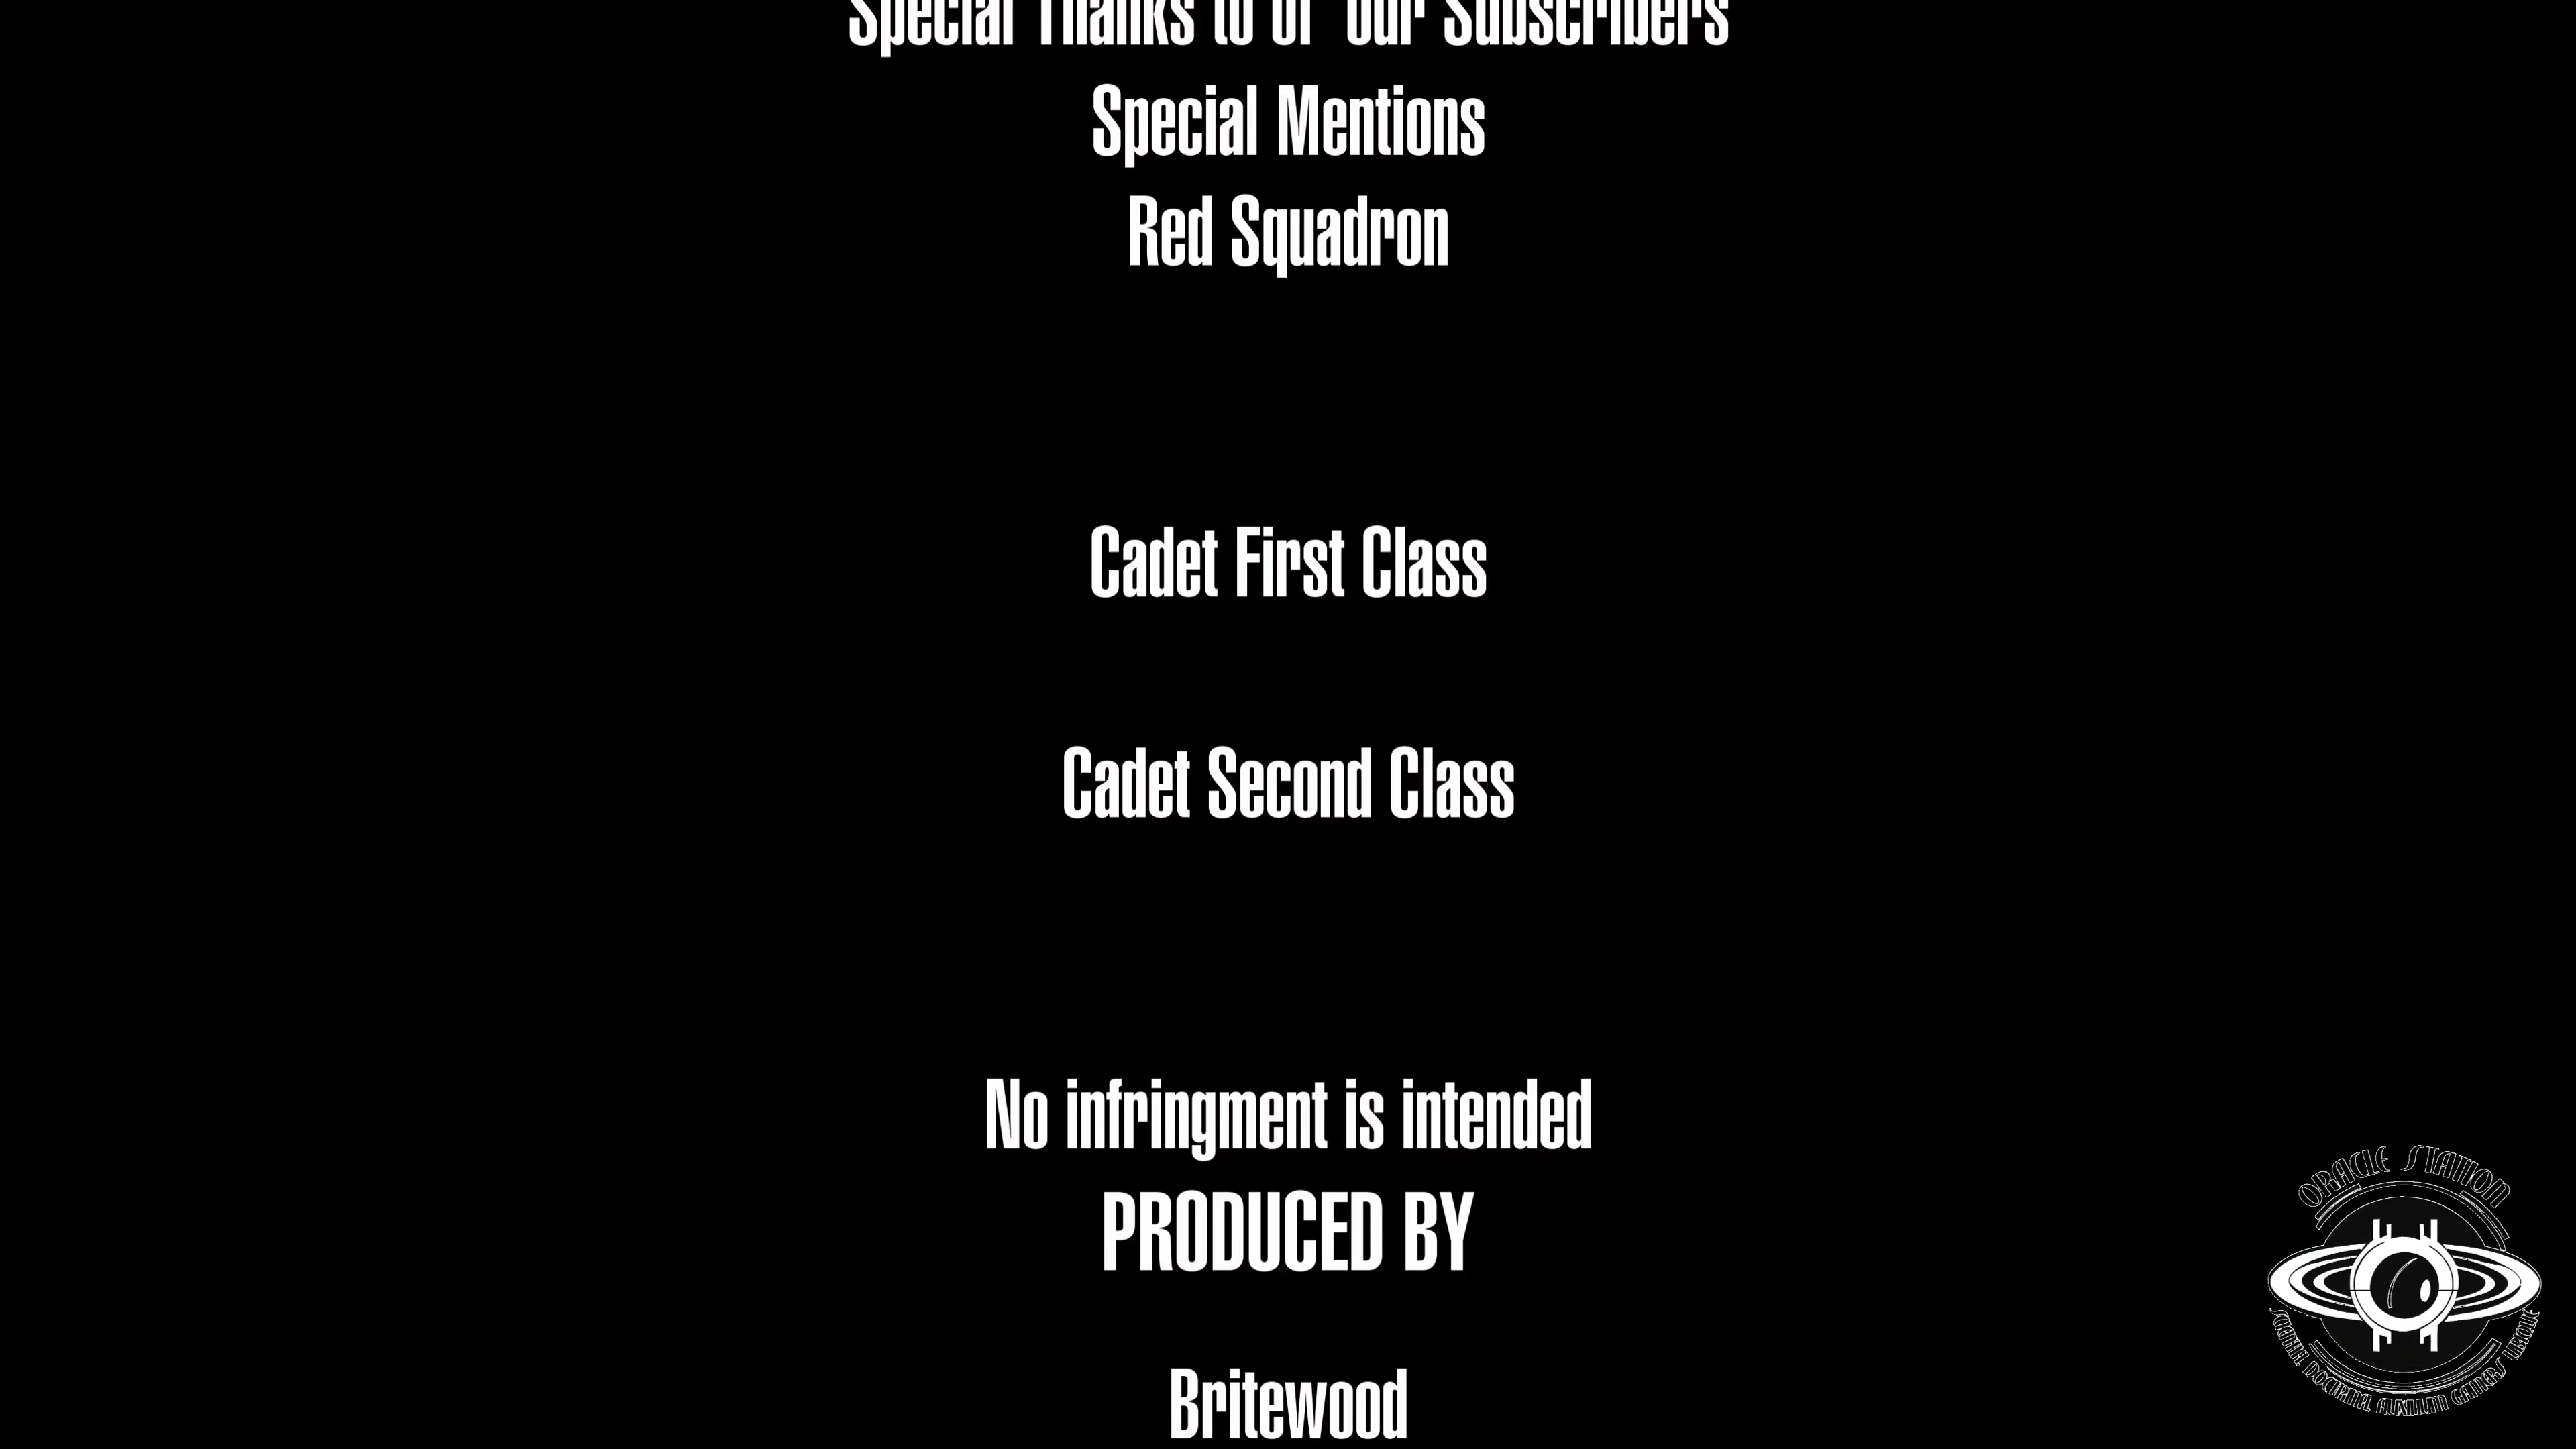 Special Thanks to of our Subscribers
Special Mentions
Red Squadron
Cadet First Class
Cadet Second Class
No infringment is intended
PRODUCED BY
Britewood
ORACLE STATION
GAMERS